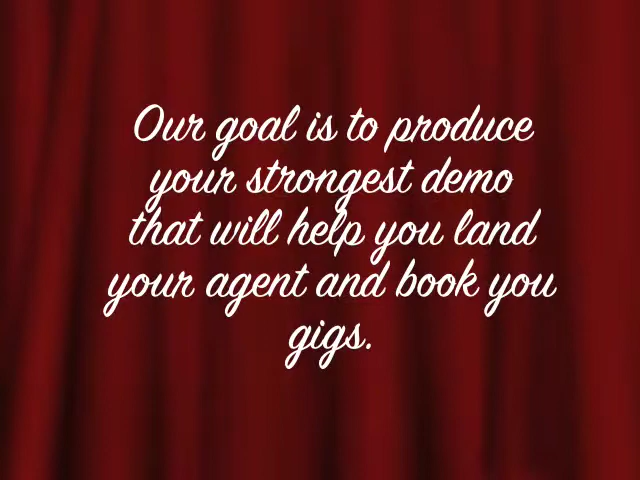 Our goal is to produce
your strongest demo
that will help you land
your agent and book you
gigs.